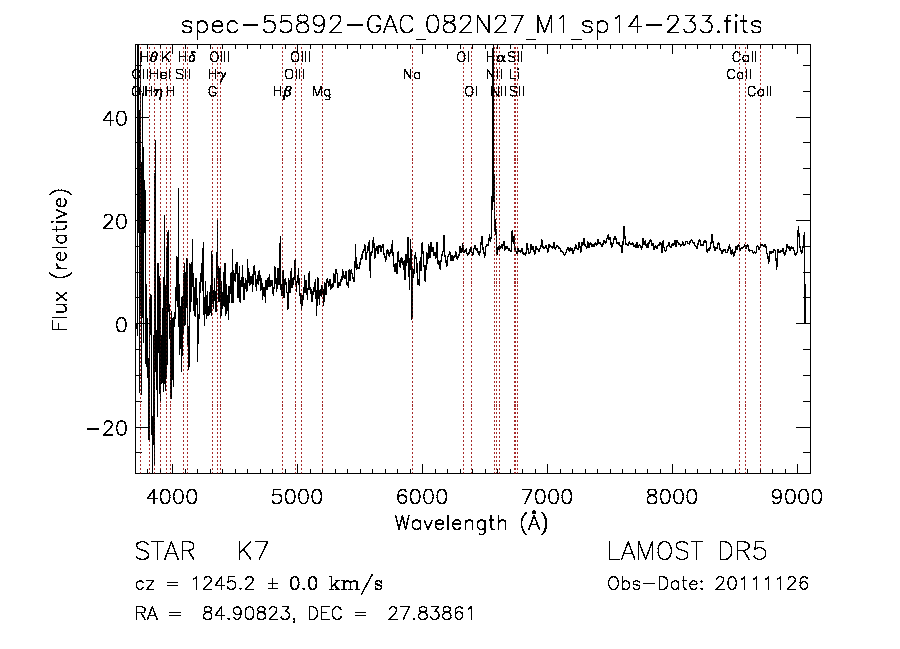 spec-55892-GAC_082N27_M1_sp14-233.fits
Hθ K Hδ OIII OIII OI Hα SII CaII
OII HeI SII Hγ OIII Na NII Li CaII
Hη H G Hβ Mg OI NII SII CaII
40
20
0
-20
Flux (relative)
4000 5000 6000 7000 8000 9000
Wavelength (Å)
STAR K7 LAMOST DR5
cz = 1245.2 ± 0.0 km/s Obs-Date: 20111126
RA = 84.90823, DEC = 27.83861